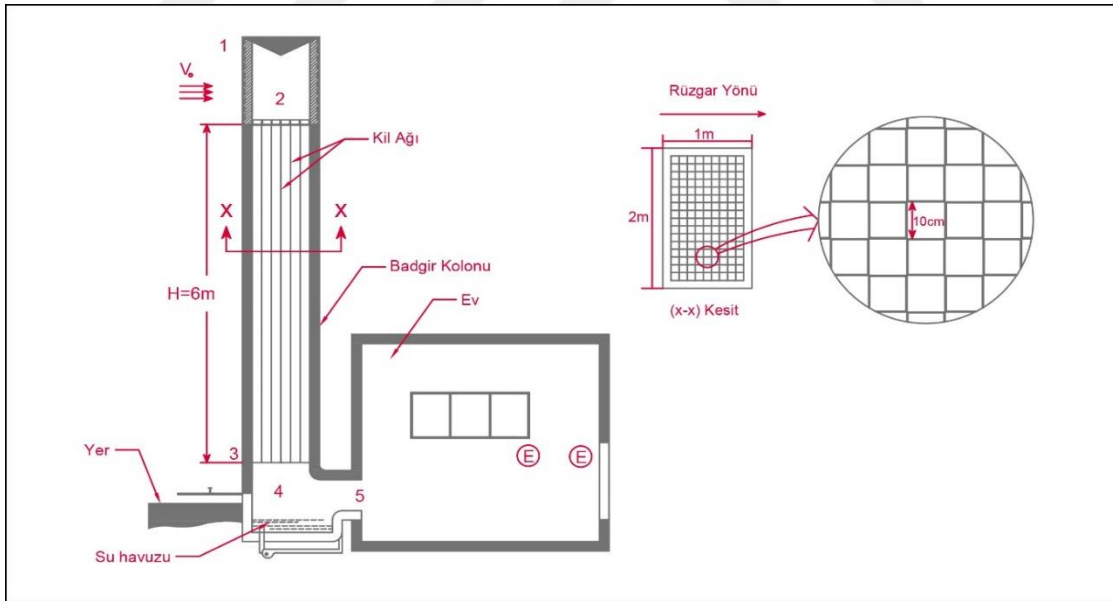 1
V₀
2
Kil Ağı
X X
H=6m
Badgir Kolonu
Ev
E E
Yer
3
4
5
Su havuzu
Rüzgar Yönü
1m
2m
10cm
(x-x) Kesit